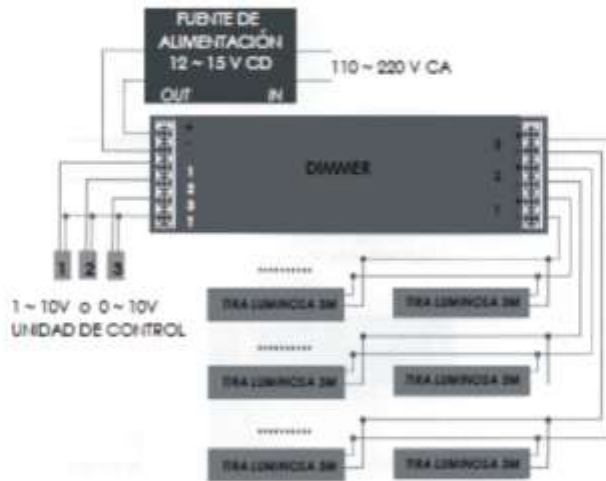 FUENTE DE
ALIMENTACIÓN
12 ~ 15 V CD
OUT IN
110 ~ 220 V CA
+
-
1
2
3
DIMMER
3
2
1
1 2 3
1 ~ 10V o 0 ~ 10V
UNIDAD DE CONTROL
TIRA LUMINOSA 5M TIRA LUMINOSA 5M
TIRA LUMINOSA 5M TIRA LUMINOSA 5M
TIRA LUMINOSA 5M TIRA LUMINOSA 5M